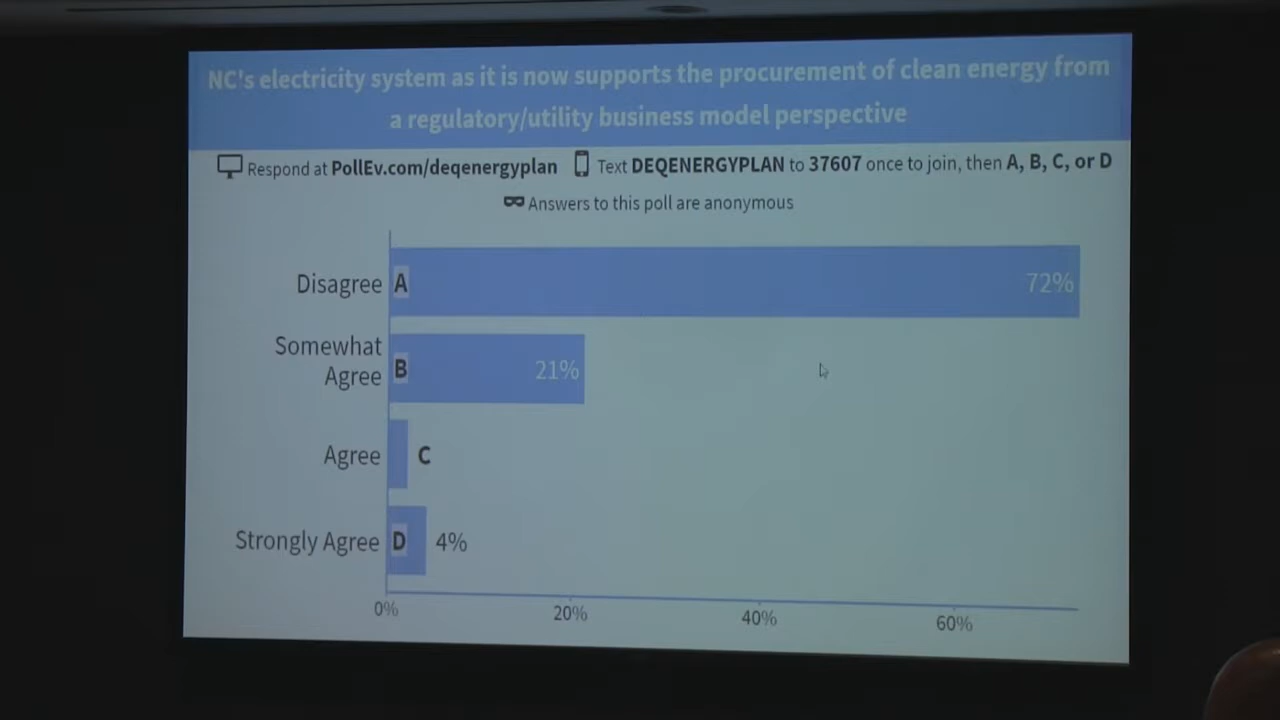 NC's electricity system as it is now supports the procurement of clean energy from
a regulatory/utility business model perspective
Respond at PollEv.com/deqenergyplan Text DEQENERGYPLAN to 37607 once to join, then A, B, C, or D
Answers to this poll are anonymous
Disagree A 72%
Somewhat
Agree B 21%
Agree C
Strongly Agree D 4%
0% 20% 40% 60%